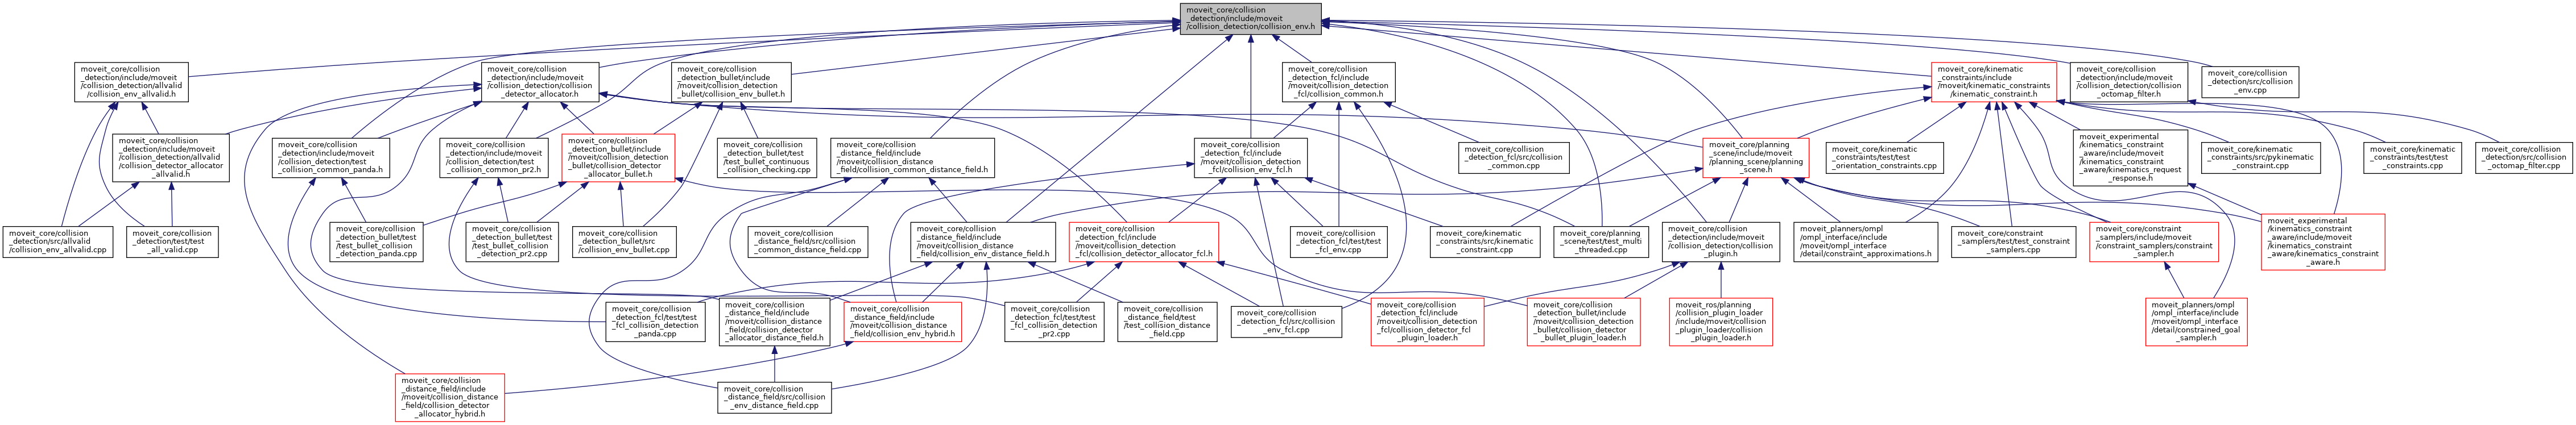 moveit_core/collision
_detection/include/moveit
/collision_detection/collision_env.h
moveit_core/collision
_detection/include/moveit
/collision_detection/allvalid
/collision_env_allvalid.h
moveit_core/collision
_detection/include/moveit
/collision_detection/collision
_detector_allocator.h
moveit_core/collision
_detection_bullet/include
/moveit/collision_detection
_bullet/collision_env_bullet.h
moveit_core/collision
_detection_fcl/include
/moveit/collision_detection
_fcl/collision_common.h
moveit_core/kinematic
_constraints/include
/moveit/kinematic_constraints
/kinematic_constraint.h
moveit_core/collision
_detection/include/moveit
/collision_detection/collision
_octomap_filter.h
moveit_core/collision
_detection/src/collision
_env.cpp
moveit_core/collision
_detection/include/moveit
/collision_detection/allvalid
/collision_detector_allocator
_allvalid.h
moveit_core/collision
_detection/include/moveit
/collision_detection/test
_collision_common_panda.h
moveit_core/collision
_detection/include/moveit
/collision_detection/test
_collision_common_pr2.h
moveit_core/collision
_detection_bullet/include
/moveit/collision_detection
_bullet/collision_detector
_allocator_bullet.h
moveit_core/collision
_detection_bullet/test
/test_bullet_continuous
_collision_checking.cpp
moveit_core/collision
_distance_field/include
/moveit/collision_distance
_field/collision_common_distance_field.h
moveit_core/collision
_detection_fcl/include
/moveit/collision_detection
_fcl/collision_env_fcl.h
moveit_core/collision
_detection_fcl/src/collision
_common.cpp
moveit_core/planning
_scene/include/moveit
/planning_scene/planning
_scene.h
moveit_core/kinematic
_constraints/test/test
_orientation_constraints.cpp
moveit_experimental
/kinematics_constraint
_aware/include/moveit
/kinematics_constraint
_aware/kinematics_request
_response.h
moveit_core/kinematic
_constraints/src/pykinematic
_constraint.cpp
moveit_core/kinematic
_constraints/test/test
_constraints.cpp
moveit_core/collision
_detection/src/collision
_octomap_filter.cpp
moveit_core/collision
_detection/src/allvalid
/collision_env_allvalid.cpp
moveit_core/collision
_detection/test/test
_all_valid.cpp
moveit_core/collision
_detection_bullet/test
/test_bullet_collision
_detection_panda.cpp
moveit_core/collision
_detection_bullet/test
/test_bullet_collision
_detection_pr2.cpp
moveit_core/collision
_detection_bullet/src
/collision_env_bullet.cpp
moveit_core/collision
_distance_field/src/collision
_common_distance_field.cpp
moveit_core/collision
_distance_field/include
/moveit/collision_distance
_field/collision_env_distance_field.h
moveit_core/collision
_detection_fcl/include
/moveit/collision_detection
_fcl/collision_detector_allocator_fcl.h
moveit_core/collision
_detection_fcl/test/test
_fcl_env.cpp
moveit_core/kinematic
_constraints/src/kinematic
_constraint.cpp
moveit_core/planning
_scene/test/test_multi
_threaded.cpp
moveit_core/collision
_detection/include/moveit
/collision_detection/collision
_plugin.h
moveit_planners/ompl
/ompl_interface/include
/moveit/ompl_interface
/detail/constraint_approximations.h
moveit_core/constraint
_samplers/test/test_constraint
_samplers.cpp
moveit_core/constraint
_samplers/include/moveit
/constraint_samplers/constraint
_sampler.h
moveit_experimental
/kinematics_constraint
_aware/include/moveit
/kinematics_constraint
_aware/kinematics_constraint
_aware.h
moveit_core/collision
_detection_fcl/test/test
_fcl_collision_detection
_panda.cpp
moveit_core/collision
_distance_field/include
/moveit/collision_distance
_field/collision_detector
_allocator_distance_field.h
moveit_core/collision
_distance_field/include
/moveit/collision_distance
_field/collision_env_hybrid.h
moveit_core/collision
_detection_fcl/test/test
_fcl_collision_detection
_pr2.cpp
moveit_core/collision
_distance_field/test
/test_collision_distance
_field.cpp
moveit_core/collision
_detection_fcl/src/collision
_env_fcl.cpp
moveit_core/collision
_detection_fcl/include
/moveit/collision_detection
_fcl/collision_detector_fcl
_plugin_loader.h
moveit_core/collision
_detection_bullet/include
/moveit/collision_detection
_bullet/collision_detector
_bullet_plugin_loader.h
moveit_ros/planning
/collision_plugin_loader
/include/moveit/collision
_plugin_loader/collision
_plugin_loader.h
moveit_planners/ompl
/ompl_interface/include
/moveit/ompl_interface
/detail/constrained_goal
_sampler.h
moveit_core/collision
_distance_field/include
/moveit/collision_distance
_field/collision_detector
_allocator_hybrid.h
moveit_core/collision
_distance_field/src/collision
_env_distance_field.cpp